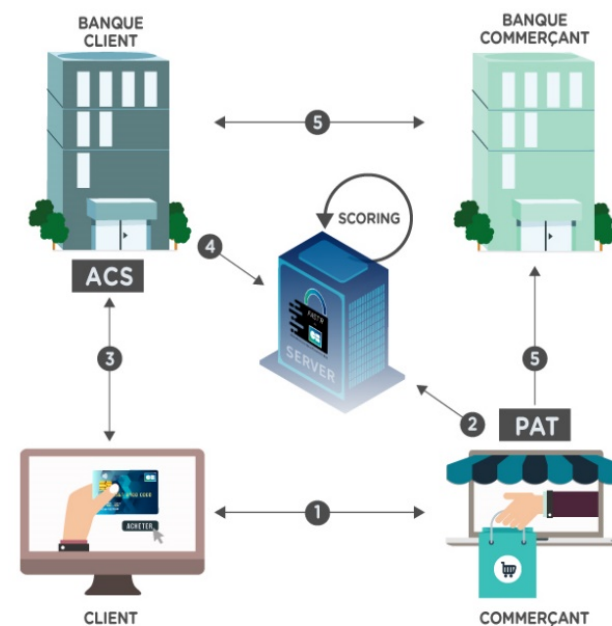 BANQUE
CLIENT
BANQUE
COMMERÇANT
5
SCORING
4
ACS
SERVER
3
5
2
PAT
1
ACHETER
CLIENT
COMMERÇANT